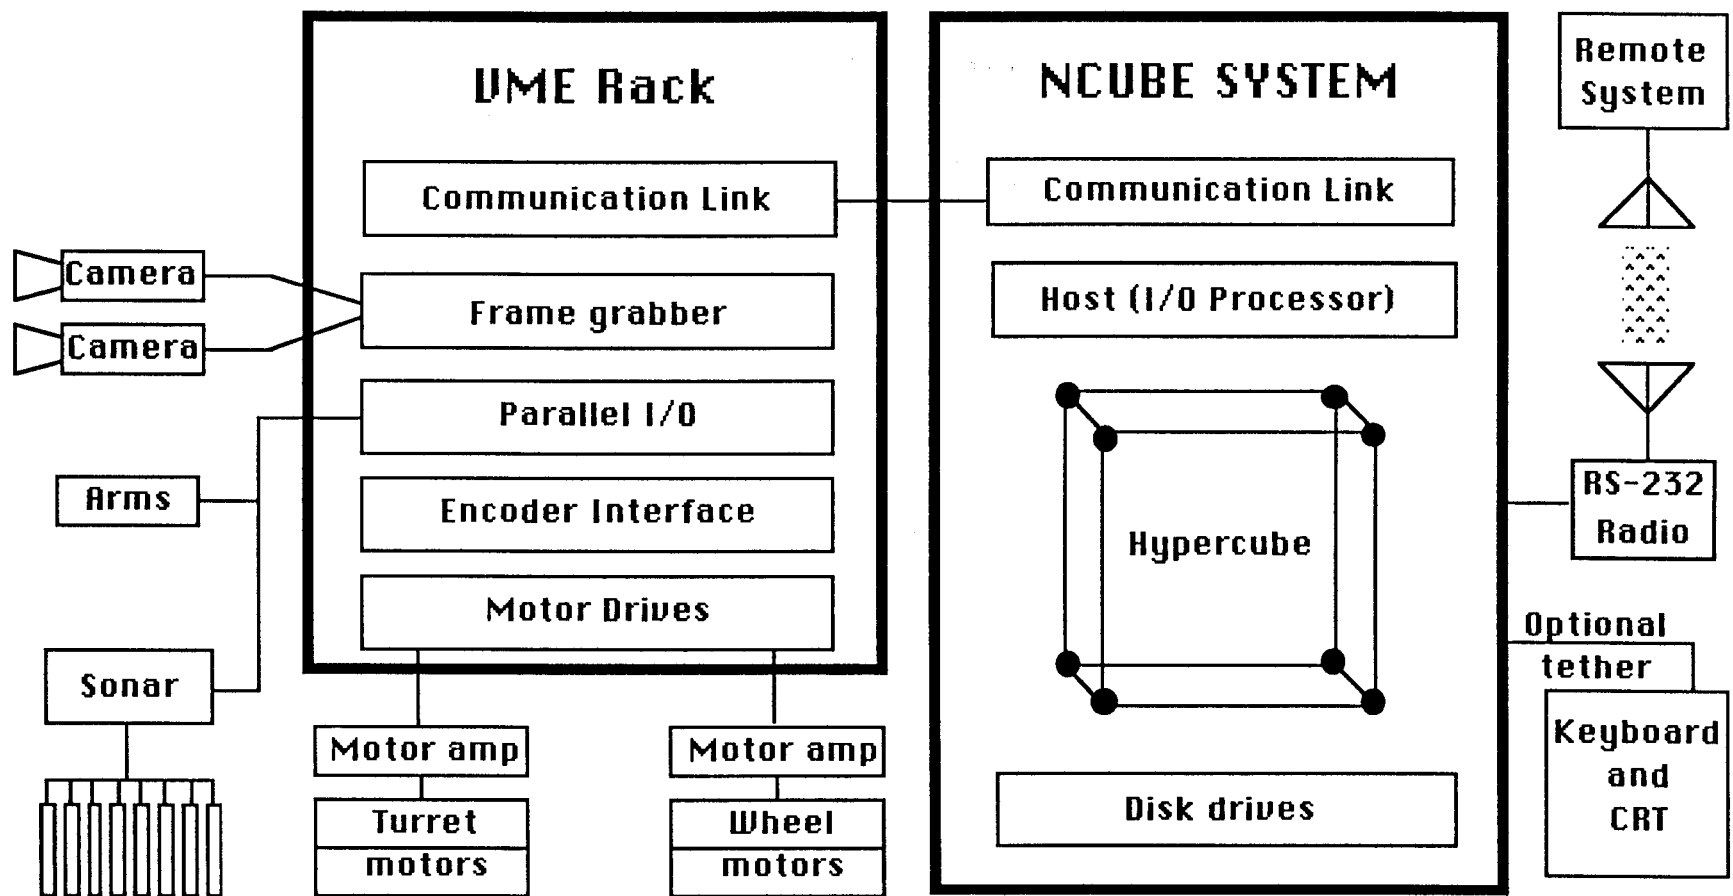 VME Rack
Communication Link
Frame grabber
Parallel I/O
Encoder Interface
Motor Drives
Camera
Camera
Arms
Sonar
Motor amp
Turret
motors
Motor amp
Wheel
motors
NCUBE SYSTEM
Communication Link
Host (I/O Processor)
Hypercube
Disk drives
Remote
System
RS-232
Radio
Optional
tether
Keyboard
and
CRT